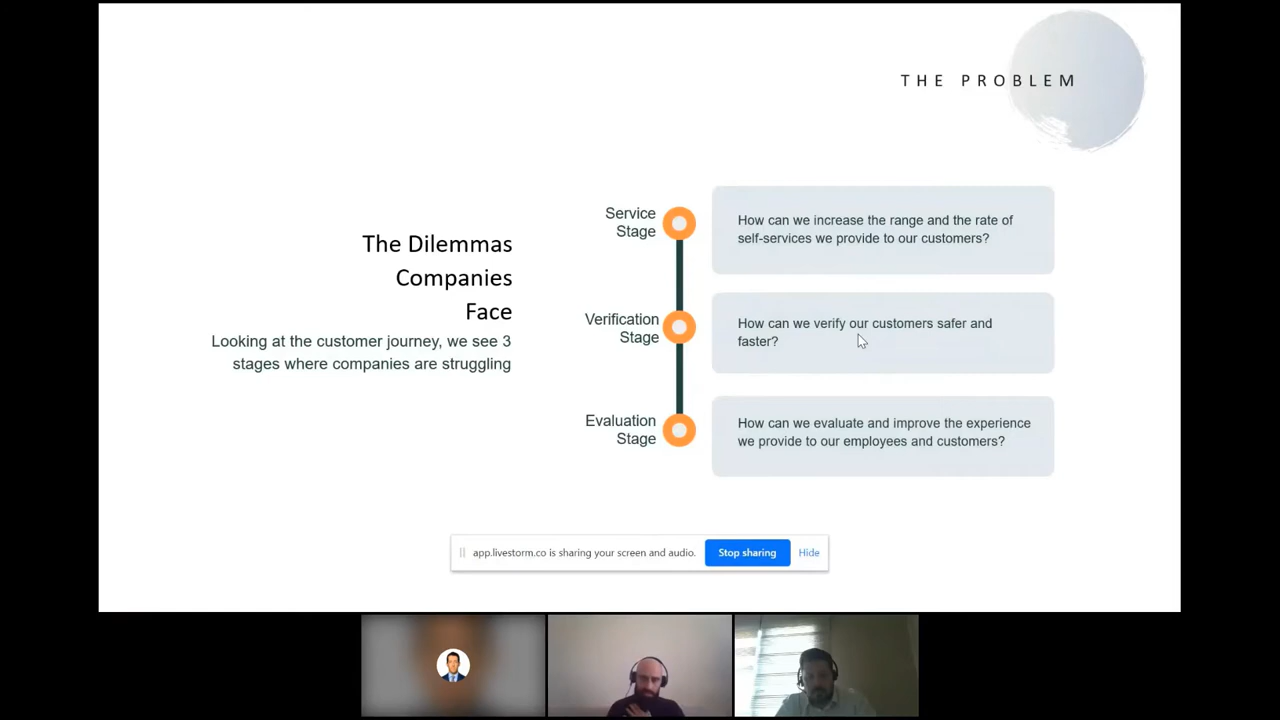 THE PROBLEM
The Dilemmas
Companies
Face
Looking at the customer journey, we see 3
stages where companies are struggling
Service
Stage
How can we increase the range and the rate of
self-services we provide to our customers?
Verification
Stage
How can we verify our customers safer and
faster?
Evaluation
Stage
How can we evaluate and improve the experience
we provide to our employees and customers?
app.livestorm.co is sharing your screen and audio.
Stop sharing
Hide